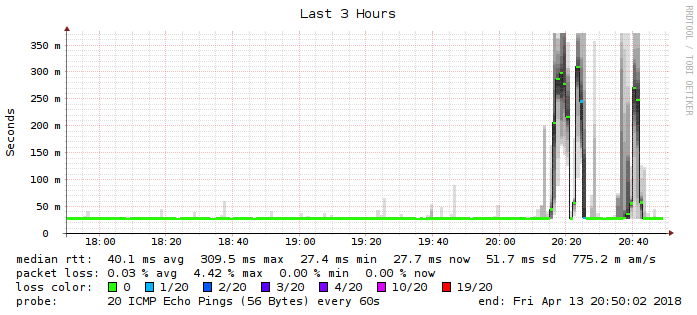 Last 3 Hours
RRDTOOL / TOBI OETIKER
Seconds
350 m
300 m
250 m
200 m
150 m
100 m
50 m
0
18:00 18:20 18:40 19:00 19:20 19:40 20:00 20:20 20:40
median rtt: 40.1 ms avg 309.5 ms max 27.4 ms min 27.7 ms now 51.7 ms sd 775.2 m am/s
packet loss: 0.03 % avg 4.42 % max 0.00 % min 0.00 % now
loss color: 0 1/20 2/20 3/20 4/20 10/20 19/20
probe: 20 ICMP Echo Pings (56 Bytes) every 60s end: Fri Apr 13 20:50:02 2018